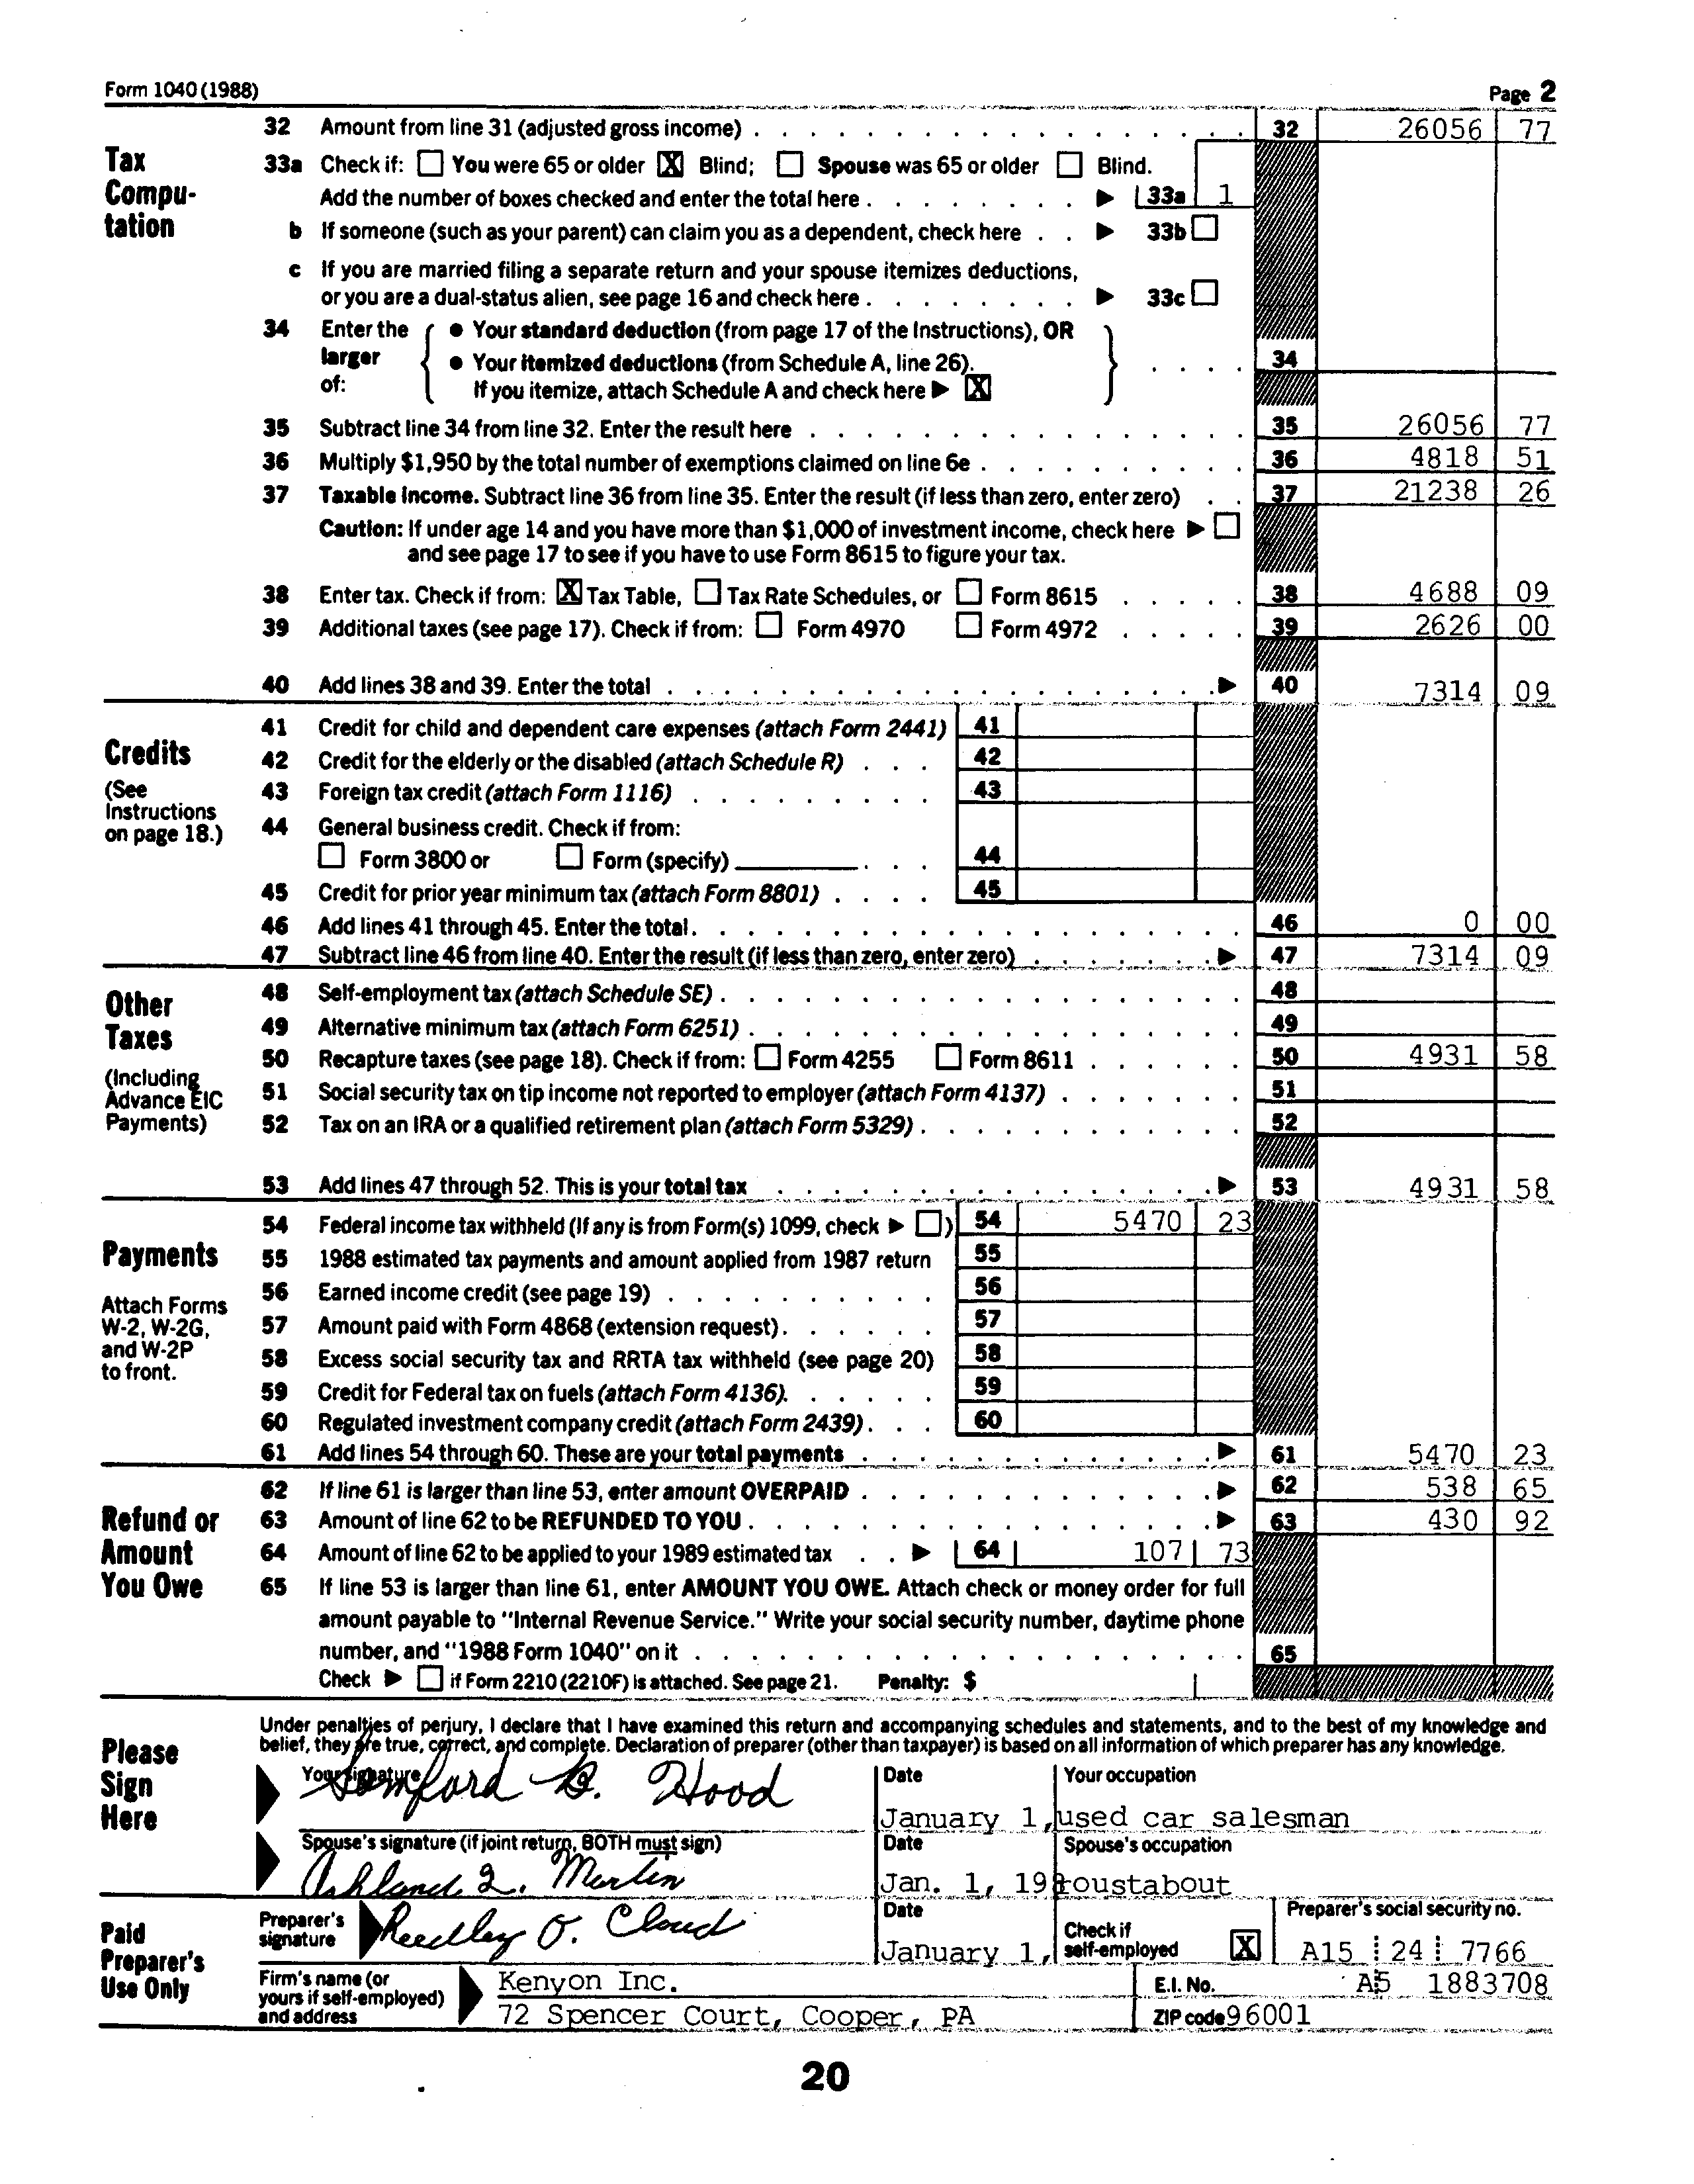 Form 1040 (1988) Page 2
32 Amount from line 31 (adjusted gross income) 32 26056 77
Tax Compu-tation
33a Check if: ☐ You were 65 or older ☒ Blind; ☐ Spouse was 65 or older ☐ Blind.
Add the number of boxes checked and enter the total here ▶ 33a 1
b If someone (such as your parent) can claim you as a dependent, check here ▶ 33b ☐
c If you are married filing a separate return and your spouse itemizes deductions,
or you are a dual-status alien, see page 16 and check here ▶ 33c ☐
34 Enter the larger of: { ● Your standard deduction (from page 17 of the Instructions), OR
● Your itemized deductions (from Schedule A, line 26). } 34
If you itemize, attach Schedule A and check here ▶ ☒
35 Subtract line 34 from line 32. Enter the result here 35 26056 77
36 Multiply $1,950 by the total number of exemptions claimed on line 6e 36 4818 51
37 Taxable income. Subtract line 36 from line 35. Enter the result (if less than zero, enter zero) 37 21238 26
Caution: If under age 14 and you have more than $1,000 of investment income, check here ▶ ☐
and see page 17 to see if you have to use Form 8615 to figure your tax.
38 Enter tax. Check if from: ☒ Tax Table, ☐ Tax Rate Schedules, or ☐ Form 8615 38 4688 09
39 Additional taxes (see page 17). Check if from: ☐ Form 4970 ☐ Form 4972 39 2626 00
40 Add lines 38 and 39. Enter the total ▶ 40 7314 09
Credits
(See Instructions on page 18.)
41 Credit for child and dependent care expenses (attach Form 2441) 41
42 Credit for the elderly or the disabled (attach Schedule R) 42
43 Foreign tax credit (attach Form 1116) 43
44 General business credit. Check if from:
☐ Form 3800 or ☐ Form (specify) 44
45 Credit for prior year minimum tax (attach Form 8801) 45
46 Add lines 41 through 45. Enter the total 46 0 00
47 Subtract line 46 from line 40. Enter the result (if less than zero, enter zero) ▶ 47 7314 09
Other Taxes
(Including Advance EIC Payments)
48 Self-employment tax (attach Schedule SE) 48
49 Alternative minimum tax (attach Form 6251) 49
50 Recapture taxes (see page 18). Check if from: ☐ Form 4255 ☐ Form 8611 50 4931 58
51 Social security tax on tip income not reported to employer (attach Form 4137) 51
52 Tax on an IRA or a qualified retirement plan (attach Form 5329) 52
53 Add lines 47 through 52. This is your total tax ▶ 53 4931 58
Payments
Attach Forms W-2, W-2G, and W-2P to front.
54 Federal income tax withheld (If any is from Form(s) 1099, check ▶ ☐) 54 5470 23
55 1988 estimated tax payments and amount applied from 1987 return 55
56 Earned income credit (see page 19) 56
57 Amount paid with Form 4868 (extension request) 57
58 Excess social security tax and RRTA tax withheld (see page 20) 58
59 Credit for Federal tax on fuels (attach Form 4136) 59
60 Regulated investment company credit (attach Form 2439) 60
61 Add lines 54 through 60. These are your total payments ▶ 61 5470 23
Refund or Amount You Owe
62 If line 61 is larger than line 53, enter amount OVERPAID ▶ 62 538 65
63 Amount of line 62 to be REFUNDED TO YOU ▶ 63 430 92
64 Amount of line 62 to be applied to your 1989 estimated tax ▶ 64 107 73
65 If line 53 is larger than line 61, enter AMOUNT YOU OWE. Attach check or money order for full
amount payable to "Internal Revenue Service." Write your social security number, daytime phone
number, and "1988 Form 1040" on it 65
Check ▶ ☐ if Form 2210 (2210F) is attached. See page 21. Penalty: $
Please Sign Here
Under penalties of perjury, I declare that I have examined this return and accompanying schedules and statements, and to the best of my knowledge and
belief, they are true, correct, and complete. Declaration of preparer (other than taxpayer) is based on all information of which preparer has any knowledge.
Your signature Date Your occupation
Somford B. Hood January 1, used car salesman
Spouse's signature (if joint return, BOTH must sign) Date Spouse's occupation
Ashland Q. Merlin Jan. 1, 198 roustabout
Paid Preparer's Use Only
Preparer's signature Reedley O. Cloud Date January 1, Check if self-employed ☒ Preparer's social security no. A15 24 7766
Firm's name (or yours if self-employed) and address Kenyon Inc. E.I. No. A5 1883708
72 Spencer Court, Cooper, PA ZIP code 96001
20